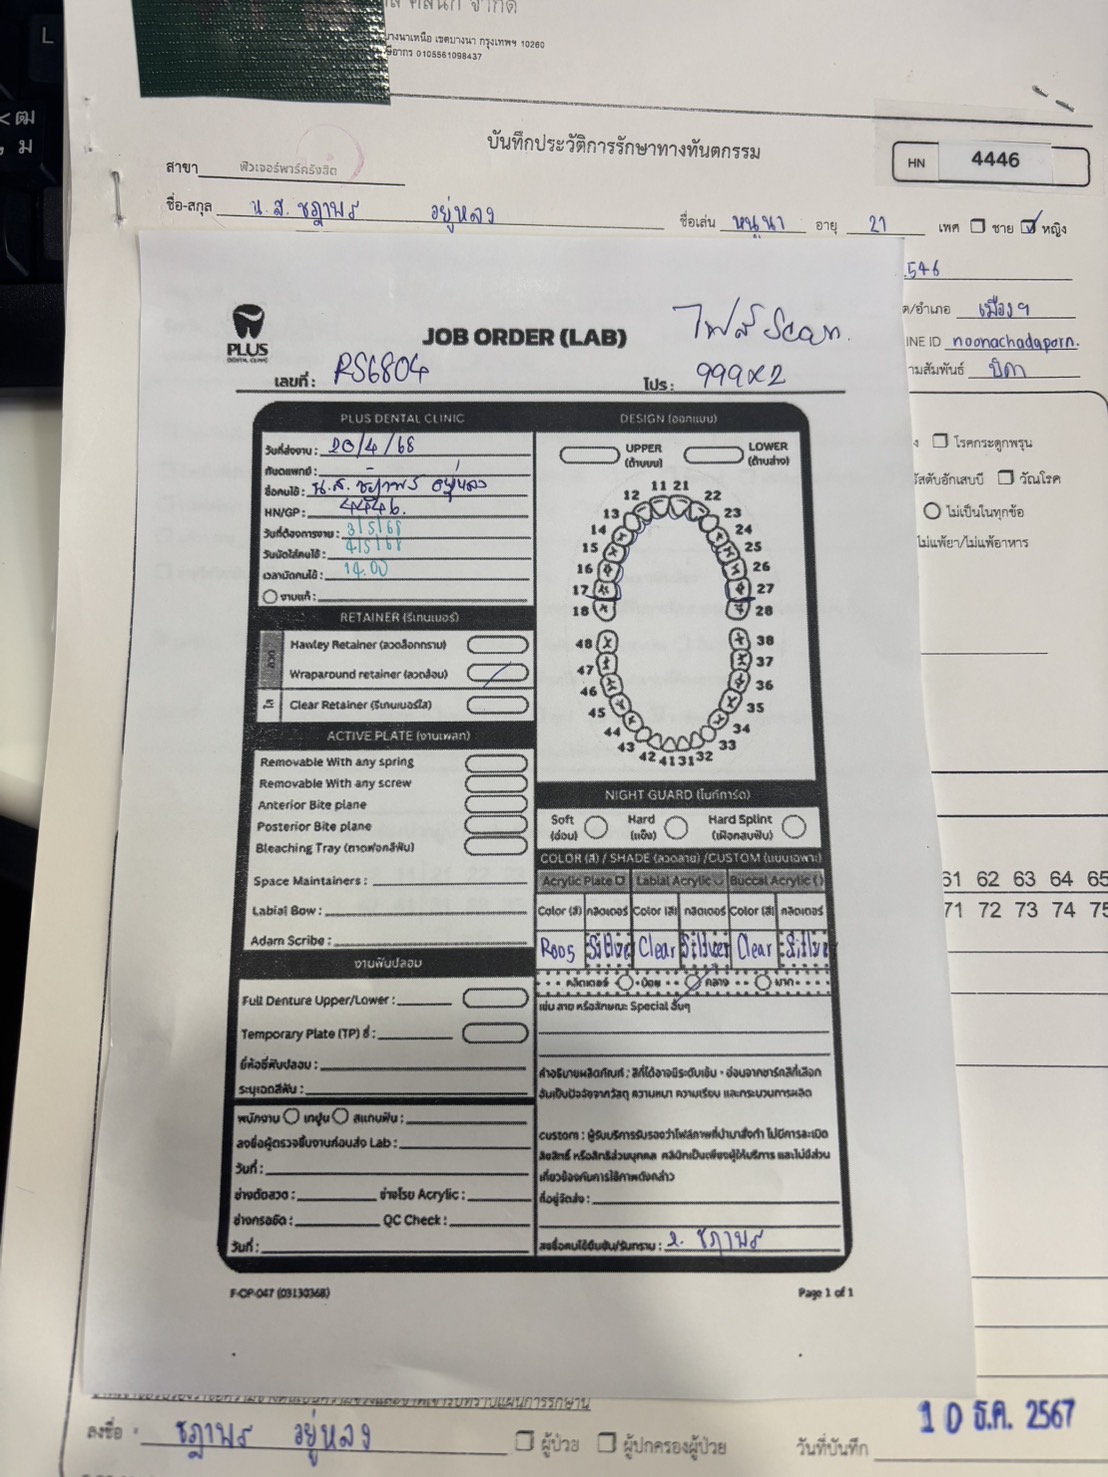 คลินิก จำกัด
บางนาเหนือ เขตบางนา กรุงเทพฯ 10260
0105561098437
บันทึกประวัติการรักษาทางทันตกรรม
HN 4446
สาขา ฟิวเจอร์พาร์ครังสิต
ชื่อ-สกุล น.ส. ชฎาพร อยู่หลง ชื่อเล่น หนูนา อายุ 21 เพศ ชาย หญิง
546
/อำเภอ เมืองฯ
INE ID noonachadaporn.
ามสัมพันธ์ บิดา
โรคกระดูกพรุน
ัสตับอักเสบบี วัณโรค
ไม่เป็นในทุกข้อ
ไม่แพ้ยา/ไม่แพ้อาหาร
61 62 63 64 65
71 72 73 74 75
PLUS
DENTAL CLINIC
JOB ORDER (LAB)
ไฟล์ Scan.
เลขที่ : RS6804
โปร : 999x2
PLUS DENTAL CLINIC
วันที่ส่งงาน : 20/4/68
ทันตแพทย์ : -
ชื่อคนไข้ : น.ส. ชฎาพร อยู่หลง
HN/GP : 4446.
วันที่ต้องการงาน : 3/5/68
วันนัดใส่คนไข้ : 4/5/68
เวลานัดคนไข้ : 14.00
งานแก้ :
RETAINER (รีเทนเนอร์)
ลวด
Hawley Retainer (ลวดล็อกกราม)
Wraparound retainer (ลวดล้อม)
ใส
Clear Retainer (รีเทนเนอร์ใส)
ACTIVE PLATE (งานเพลท)
Removable With any spring
Removable With any screw
Anterior Bite plane
Posterior Bite plane
Bleaching Tray (ถาดฟอกสีฟัน)
Space Maintainers :
Labial Bow :
Adam Scribe :
งานฟันปลอม
Full Denture Upper/Lower :
Temporary Plate (TP) ซี่ :
ยี่ห้อซี่ฟันปลอม :
ระบุเฉดสีฟัน :
พนักงาน เทปูน สแกนฟัน :
ลงชื่อผู้ตรวจชิ้นงานก่อนส่ง Lab :
วันที่ :
ช่างดัดลวด : ช่างโรย Acrylic :
ช่างกรอขัด : QC Check :
วันที่ :
DESIGN (ออกแบบ)
UPPER (ด้านบน) LOWER (ด้านล่าง)
11 21
12 22
13 23
14 24
15 25
16 26
17 27
18 28
48 38
47 37
46 36
45 35
44 34
43 33
42 41 31 32
NIGHT GUARD (ไนท์การ์ด)
Soft (อ่อน) Hard (แข็ง) Hard Splint (เฝือกสบฟัน)
COLOR (สี) / SHADE (ลวดลาย) /CUSTOM (แบบเฉพาะ)
Acrylic Plate Labial Acrylic Buccal Acrylic
Color (สี) กลิตเตอร์ Color (สี) กลิตเตอร์ Color (สี) กลิตเตอร์
R005 Clear Clear
กลิตเตอร์ น้อย กลาง มาก
เช่น ลาย หรือลักษณะ Special อื่นๆ
คำอธิบายผลิตภัณฑ์ : สีที่ได้อาจมีระดับเข้ม - อ่อนจากชาร์ตสีที่เลือก
อันเป็นปัจจัยจากวัสดุ ความหนา ความเรียบ และกระบวนการผลิต
custom : ผู้รับบริการรับรองว่าไฟล์ภาพที่นำมาสั่งทำ ไม่มีการละเมิด
ลิขสิทธิ์ หรือสิทธิส่วนบุคคล คลินิกเป็นเพียงผู้ให้บริการ และไม่มีส่วน
เกี่ยวข้องกับการใช้ภาพดังกล่าว
ที่อยู่จัดส่ง :
ลงชื่อคนไข้ยืนยัน/รับทราบ : ชฎาพร
F-OP-047 (03130368)
Page 1 of 1
ลงชื่อ ชฎาพร อยู่หลง ผู้ป่วย ผู้ปกครองผู้ป่วย วันที่บันทึก 10 ธ.ค. 2567